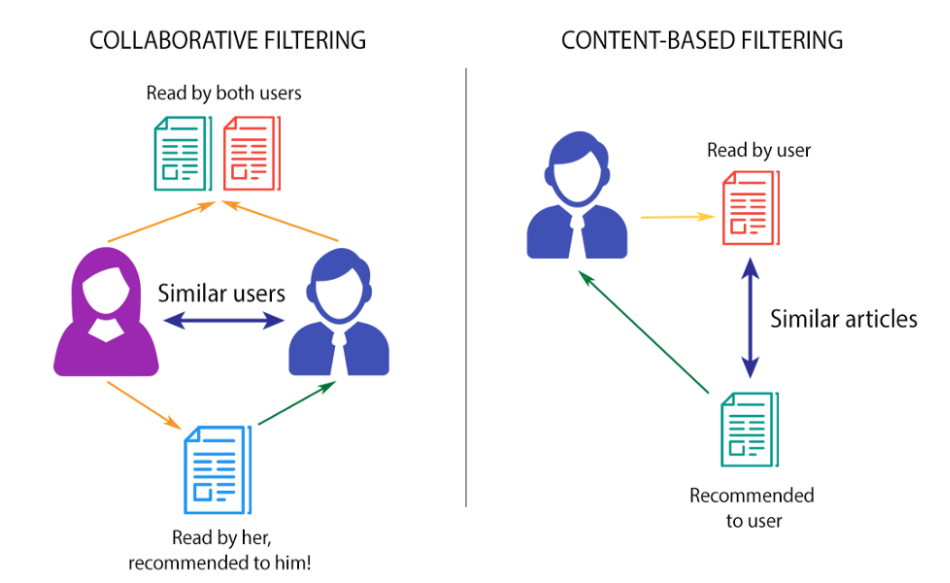 COLLABORATIVE FILTERING
Read by both users
Similar users
Read by her,
recommended to him!
CONTENT-BASED FILTERING
Read by user
Similar articles
Recommended
to user